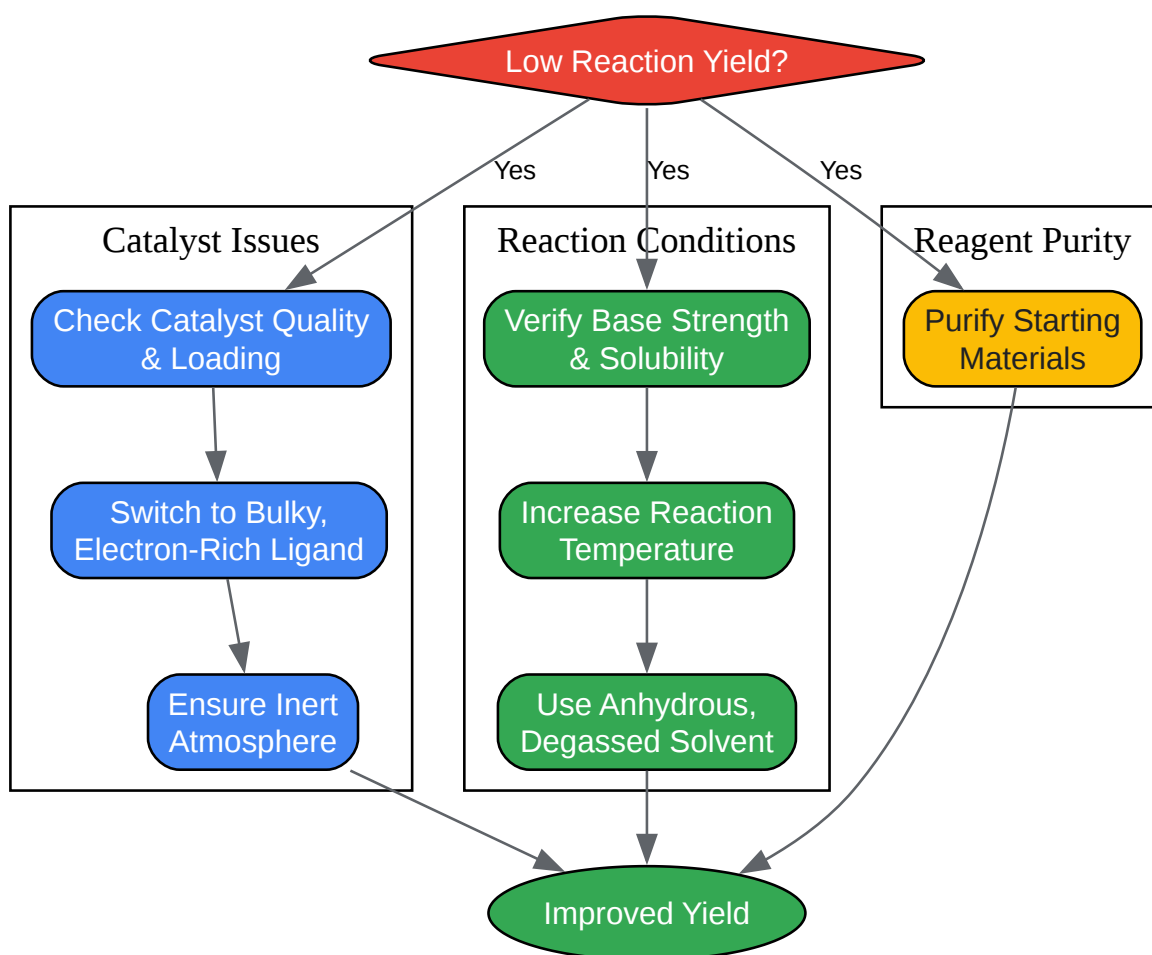 Low Reaction Yield?
Yes
Yes
Yes
Catalyst Issues
Reaction Conditions
Reagent Purity
Check Catalyst Quality
& Loading
Verify Base Strength
& Solubility
Purify Starting
Materials
Switch to Bulky,
Electron-Rich Ligand
Increase Reaction
Temperature
Ensure Inert
Atmosphere
Use Anhydrous,
Degassed Solvent
Improved Yield